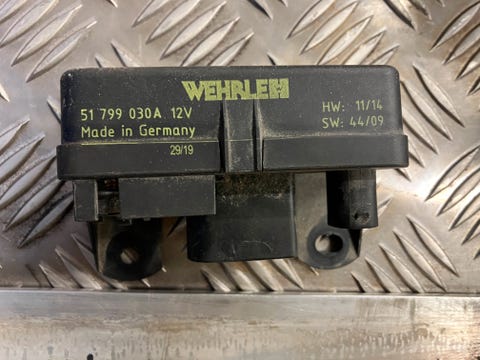 WEHRLE
51 799 030A 12V
Made in Germany
29/19
HW: 11/14
SW: 44/09